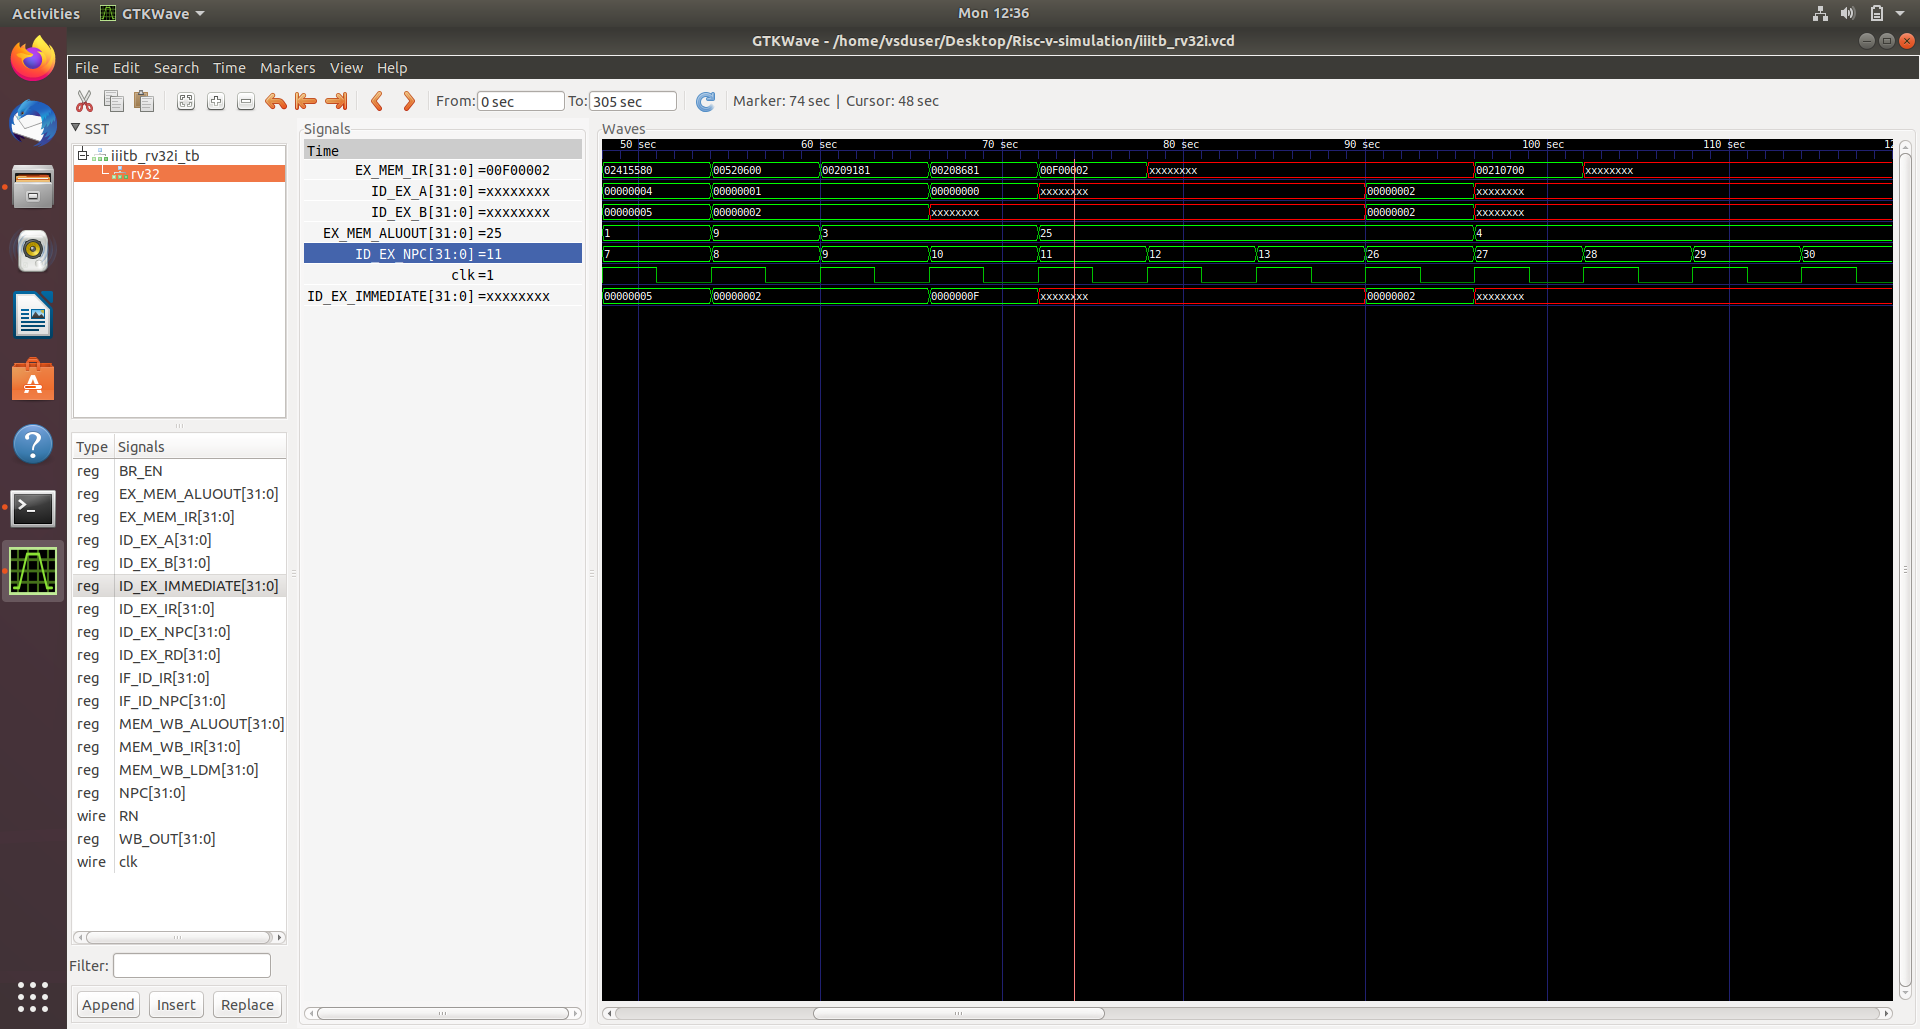 Activities GTKWave Mon 12:36
GTKWave - /home/vsduser/Desktop/Risc-v-simulation/iiitb_rv32i.vcd
File Edit Search Time Markers View Help
From: 0 sec To: 305 sec Marker: 74 sec | Cursor: 48 sec
SST
iiitb_rv32i_tb
rv32
Type Signals
reg BR_EN
reg EX_MEM_ALUOUT[31:0]
reg EX_MEM_IR[31:0]
reg ID_EX_A[31:0]
reg ID_EX_B[31:0]
reg ID_EX_IMMEDIATE[31:0]
reg ID_EX_IR[31:0]
reg ID_EX_NPC[31:0]
reg ID_EX_RD[31:0]
reg IF_ID_IR[31:0]
reg IF_ID_NPC[31:0]
reg MEM_WB_ALUOUT[31:0]
reg MEM_WB_IR[31:0]
reg MEM_WB_LDM[31:0]
reg NPC[31:0]
wire RN
reg WB_OUT[31:0]
wire clk
Filter:
Append Insert Replace
Signals
Time
EX_MEM_IR[31:0] =00F00002
ID_EX_A[31:0] =xxxxxxxx
ID_EX_B[31:0] =xxxxxxxx
EX_MEM_ALUOUT[31:0] =25
ID_EX_NPC[31:0] =11
clk =1
ID_EX_IMMEDIATE[31:0] =xxxxxxxx
Waves
50 sec 60 sec 70 sec 80 sec 90 sec 100 sec 110 sec 12
02415580 00520600 00209181 00208681 00F00002 xxxxxxxx 00210700 xxxxxxxx
00000004 00000001 00000000 xxxxxxxx 00000002 xxxxxxxx
00000005 00000002 xxxxxxxx 00000002 xxxxxxxx
1 9 3 25 4
7 8 9 10 11 12 13 26 27 28 29 30
00000005 00000002 0000000F xxxxxxxx 00000002 xxxxxxxx